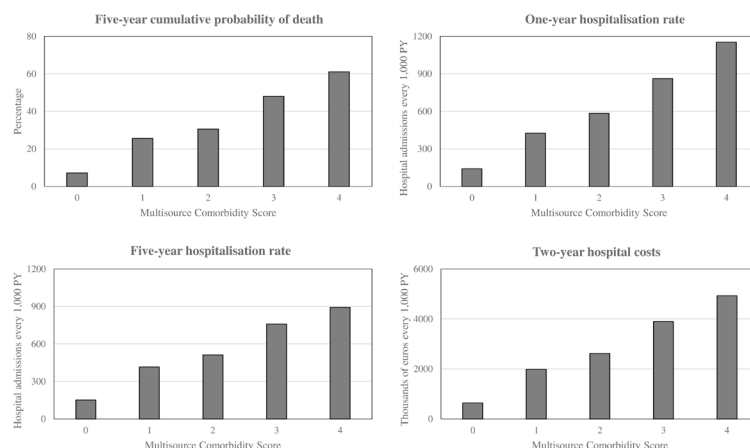 Five-year cumulative probability of death
Percentage
80
60
40
20
0
0 1 2 3 4
Multisource Comorbidity Score
One-year hospitalisation rate
Hospital admissions every 1,000 PY
1200
900
600
300
0
0 1 2 3 4
Multisource Comorbidity Score
Five-year hospitalisation rate
Hospital admissions every 1,000 PY
1200
900
600
300
0
0 1 2 3 4
Multisource Comorbidity Score
Two-year hospital costs
Thousands of euros every 1,000 PY
6000
4000
2000
0
0 1 2 3 4
Multisource Comorbidity Score